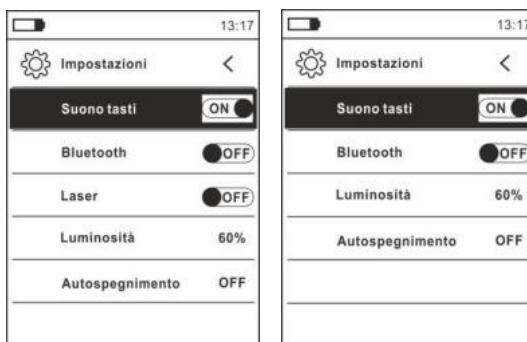 13:17
Impostazioni
Suono tasti ON
Bluetooth OFF
Laser OFF
Luminosità 60%
Autospegnimento OFF
13:17
Impostazioni
Suono tasti ON
Bluetooth OFF
Luminosità 60%
Autospegnimento OFF